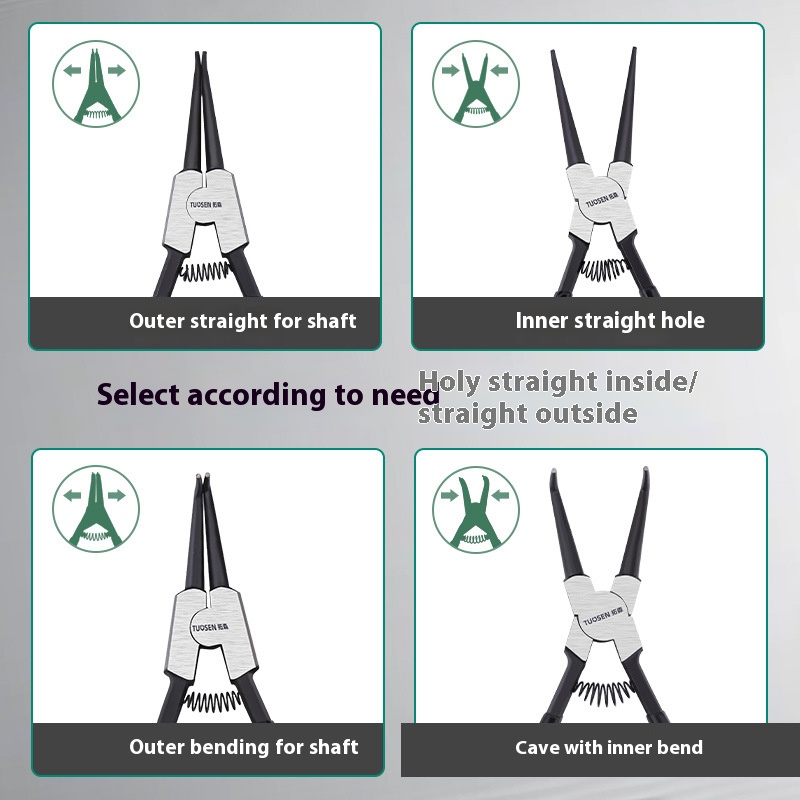 TUOSEN 拓森
TUOSEN 拓森
Outer straight for shaft
Inner straight hole
Select according to need
Holy straight inside/
straight outside
TUOSEN 拓森
TUOSEN 拓森
Outer bending for shaft
Cave with inner bend